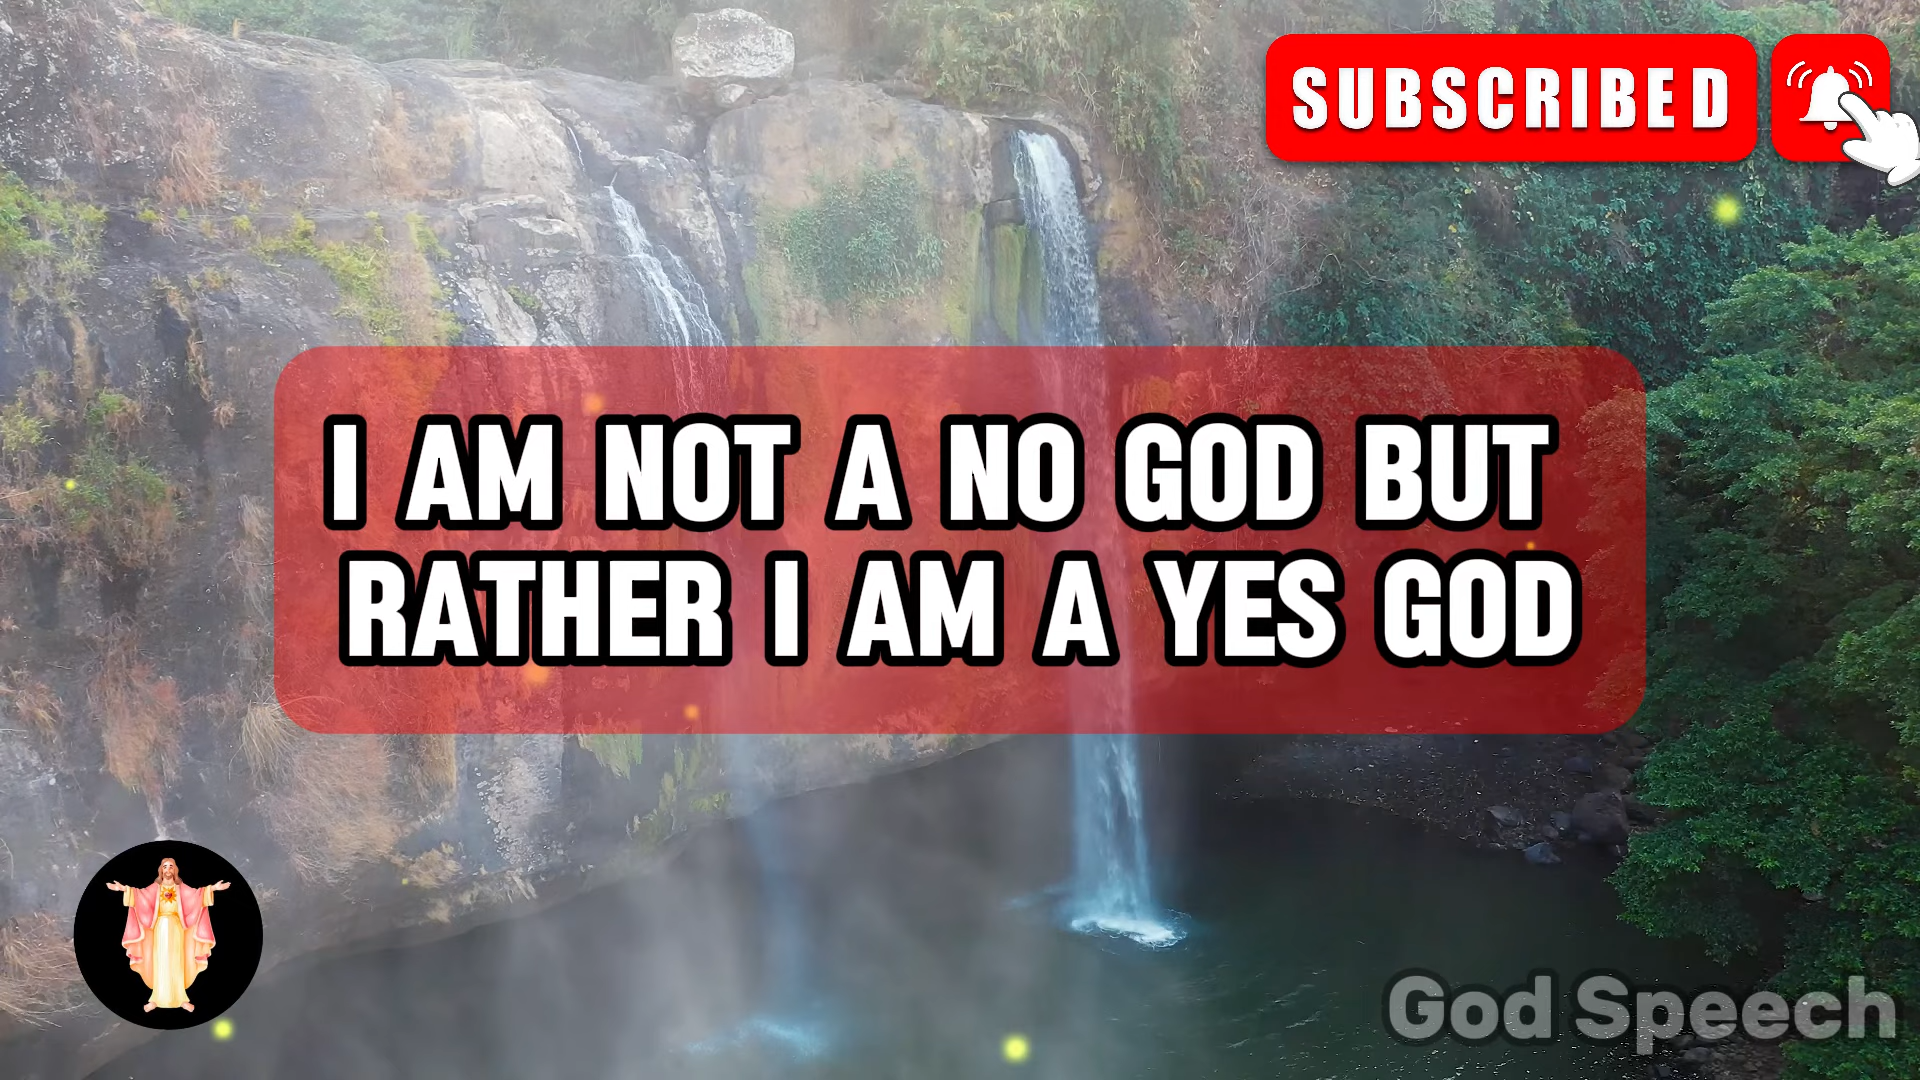 SUBSCRIBED
I AM NOT A NO GOD BUT
RATHER I AM A YES GOD
God Speech